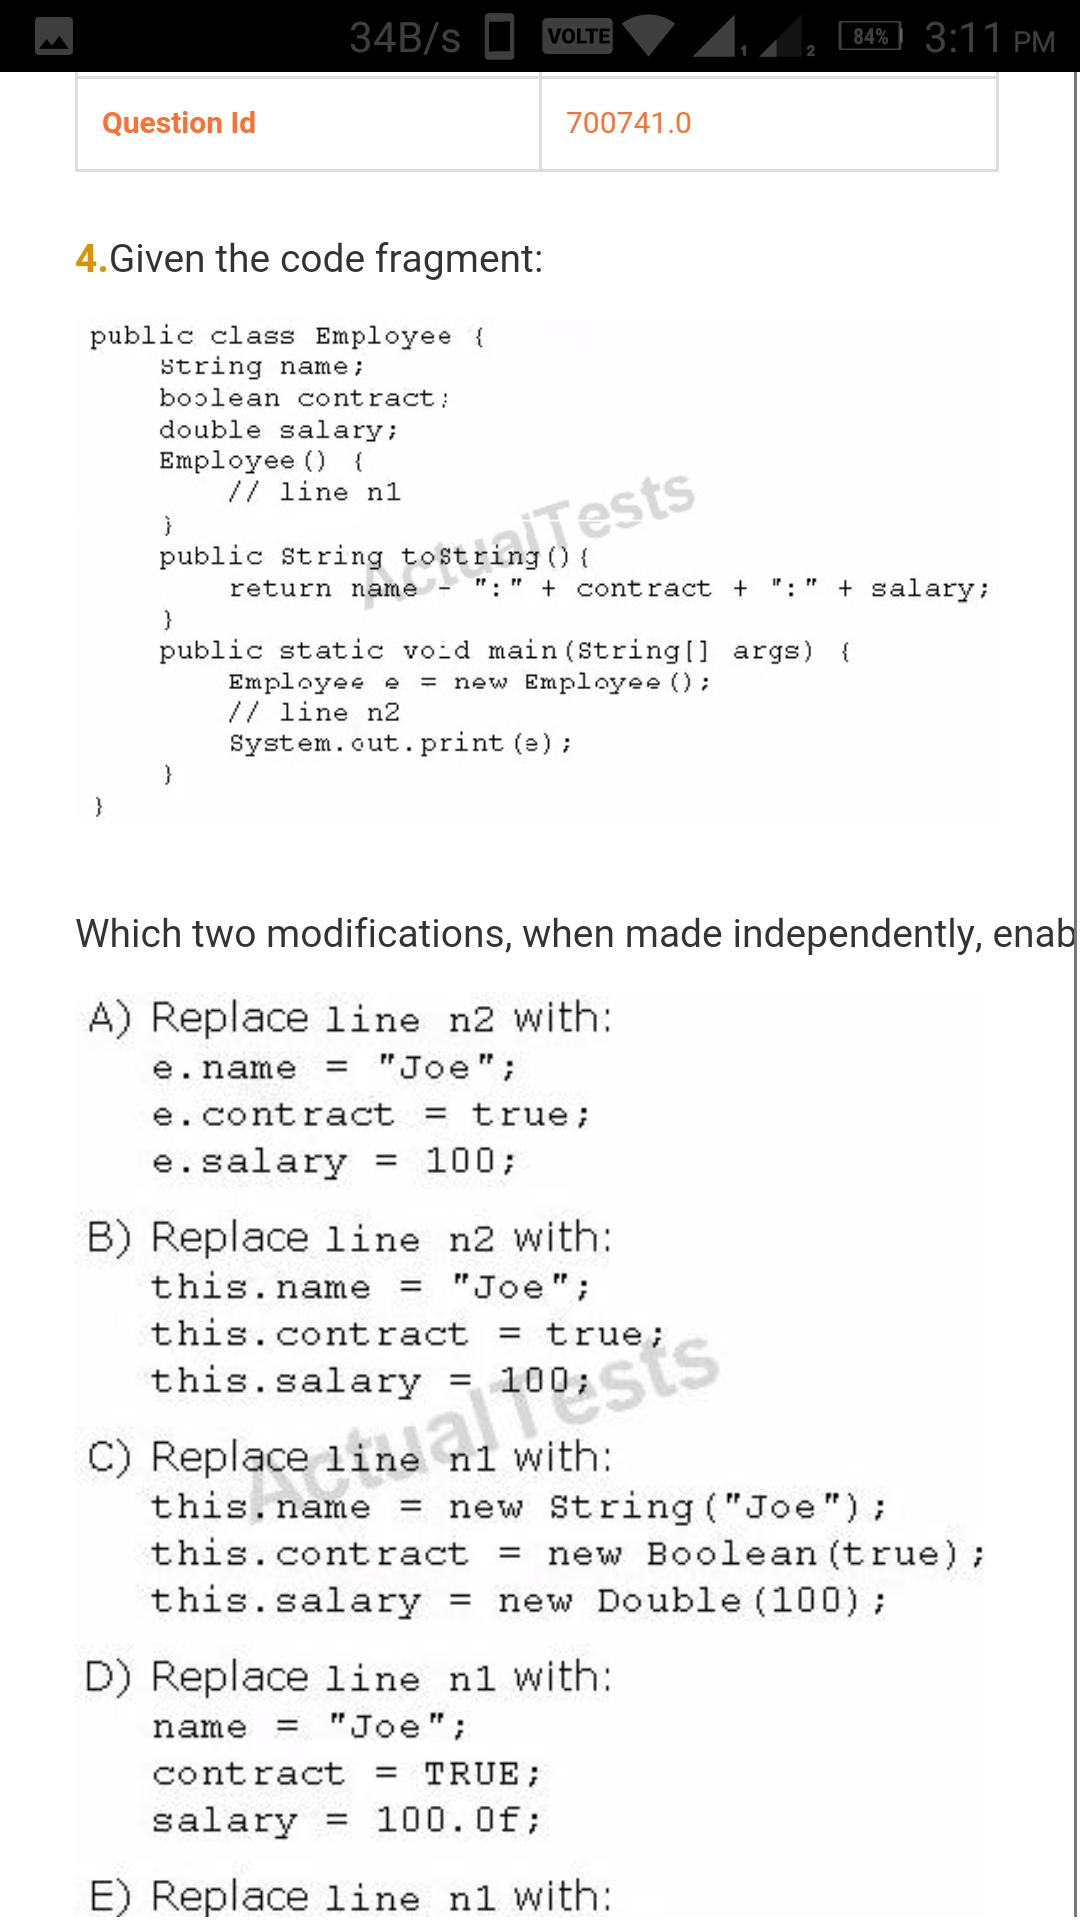 34B/s VOLTE 1 2 84% 3:11 PM
Question Id 700741.0
4.Given the code fragment:
public class Employee {
String name;
boolean contract;
double salary;
Employee() {
// line n1
}
public String toString(){
return name - ":" + contract + ":" + salary;
}
public static void main(String[] args) {
Employee e = new Employee();
// line n2
System.out.print(e);
}
}
ActualTests
Which two modifications, when made independently, enab
A) Replace line n2 with:
e.name = "Joe";
e.contract = true;
e.salary = 100;
B) Replace line n2 with:
this.name = "Joe";
this.contract = true;
this.salary = 100;
C) Replace line n1 with:
this.name = new String("Joe");
this.contract = new Boolean(true);
this.salary = new Double(100);
ActualTests
D) Replace line n1 with:
name = "Joe";
contract = TRUE;
salary = 100.0f;
E) Replace line n1 with: